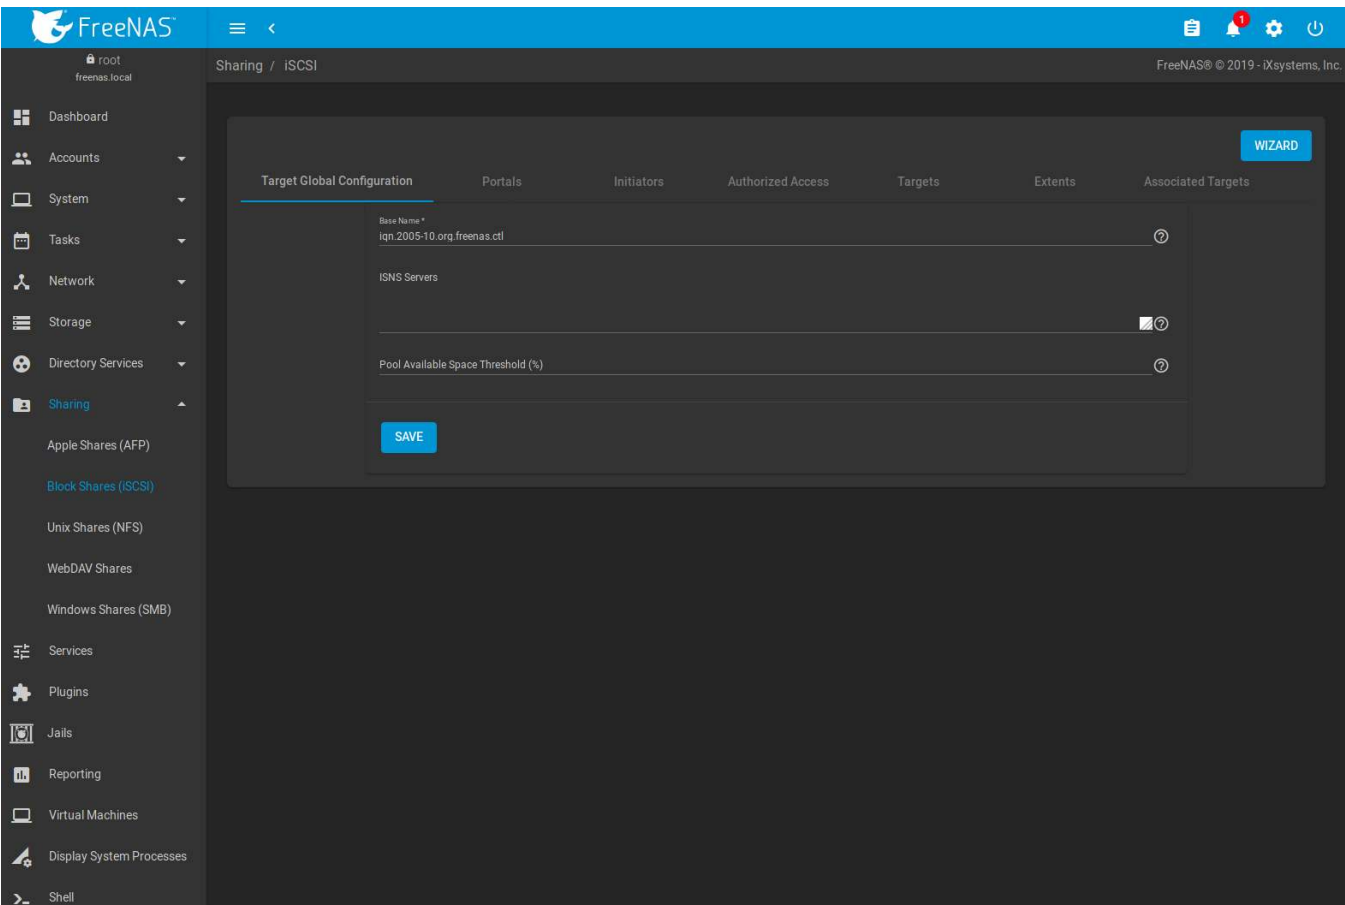 FreeNAS™
1
root
freenas.local
Sharing / iSCSI
FreeNAS® © 2019 - iXsystems, Inc.
Dashboard
Accounts
System
Tasks
Network
Storage
Directory Services
Sharing
Apple Shares (AFP)
Block Shares (iSCSI)
Unix Shares (NFS)
WebDAV Shares
Windows Shares (SMB)
Services
Plugins
Jails
Reporting
Virtual Machines
Display System Processes
Shell
WIZARD
Target Global Configuration Portals Initiators Authorized Access Targets Extents Associated Targets
Base Name *
iqn.2005-10.org.freenas.ctl
ISNS Servers
Pool Available Space Threshold (%)
SAVE